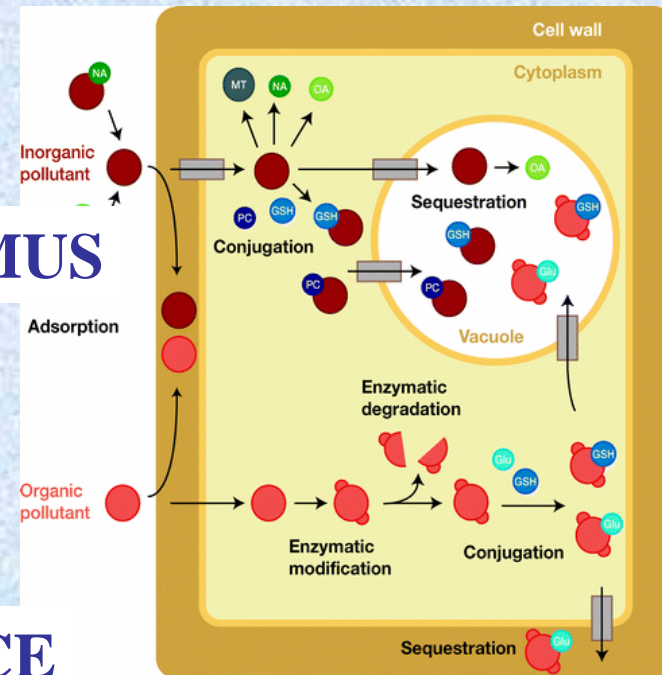 Cell wall
Cytoplasm
NA
MT
NA
OA
Inorganic
pollutant
OA
Sequestration
GSH
PC
GSH
GSH
MUS
Conjugation
GSH
PC
PC
Glu
Adsorption
Vacuole
Enzymatic
degradation
Glu
GSH
GSH
Organic
pollutant
Glu
Enzymatic
modification
Conjugation
CE
Sequestration
Glu